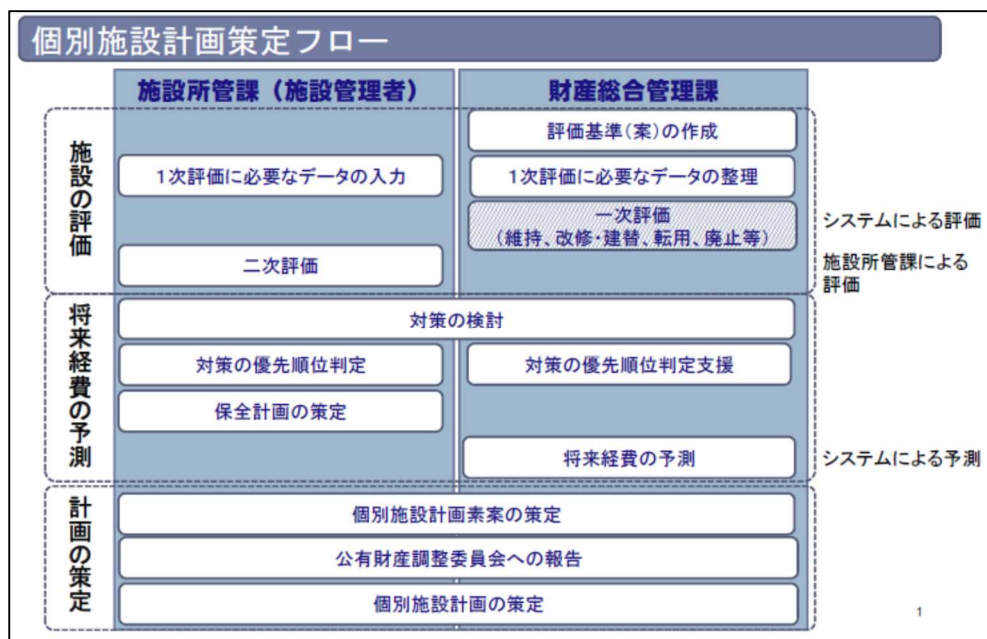 個別施設計画策定フロー
施設所管課（施設管理者）
財産総合管理課
施設の評価
評価基準（案）の作成
1次評価に必要なデータの入力
1次評価に必要なデータの整理
一次評価
（維持、改修・建替、転用、廃止等）
システムによる評価
二次評価
施設所管課による
評価
将来経費の予測
対策の検討
対策の優先順位判定
対策の優先順位判定支援
保全計画の策定
将来経費の予測
システムによる予測
計画の策定
個別施設計画素案の策定
公有財産調整委員会への報告
個別施設計画の策定
1